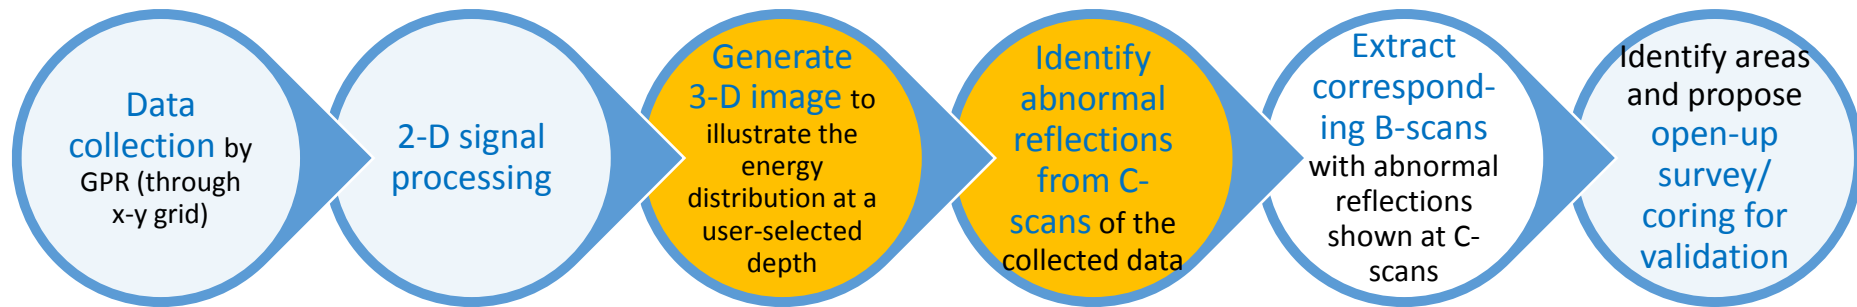 Data
collection by
GPR (through
x-y grid)
2-D signal
processing
Generate
3-D image to
illustrate the
energy
distribution at a
user-selected
depth
Identify
abnormal
reflections
from C-
scans of the
collected data
Extract
correspond-
ing B-scans
with abnormal
reflections
shown at C-
scans
Identify areas
and propose
open-up
survey/
coring for
validation